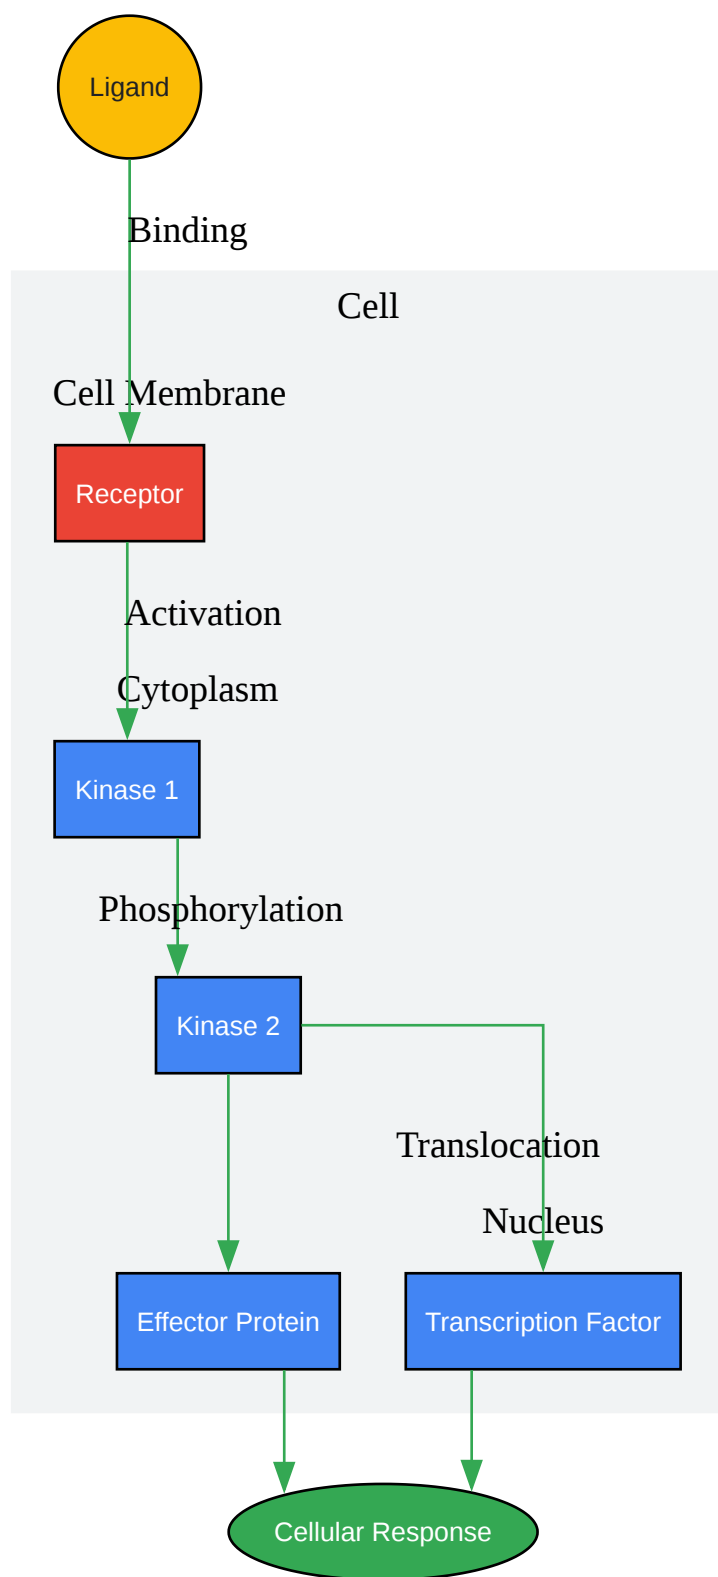 Ligand
Binding
Cell
Cell Membrane
Receptor
Activation
Cytoplasm
Kinase 1
Phosphorylation
Kinase 2
Translocation
Nucleus
Effector Protein
Transcription Factor
Cellular Response